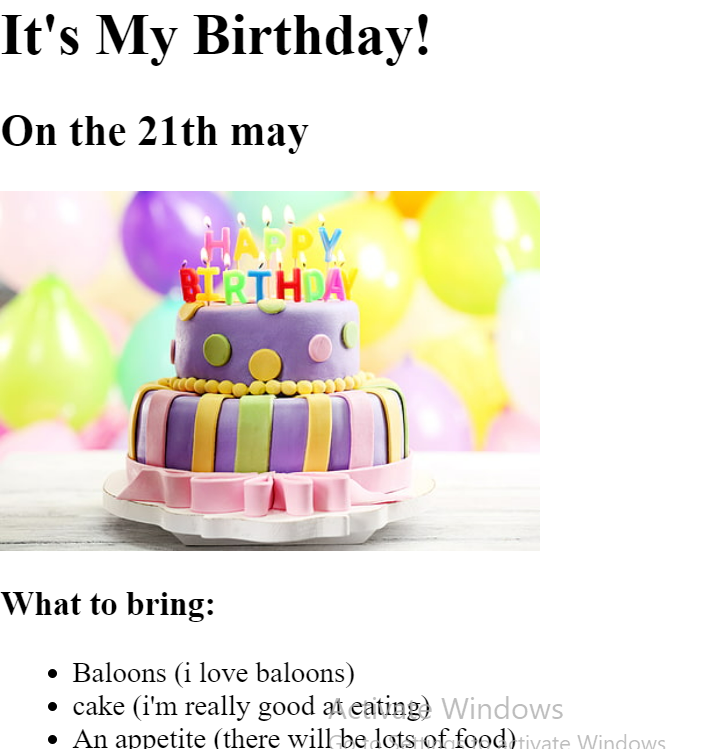 It's My Birthday!
On the 21th may
HAPPY
BIRTHDAY
What to bring:
Baloons (i love baloons)
cake (i'm really good at eating)
Activate Windows
An appetite (there will be lots of food)
Go to Settings to activate Windows.